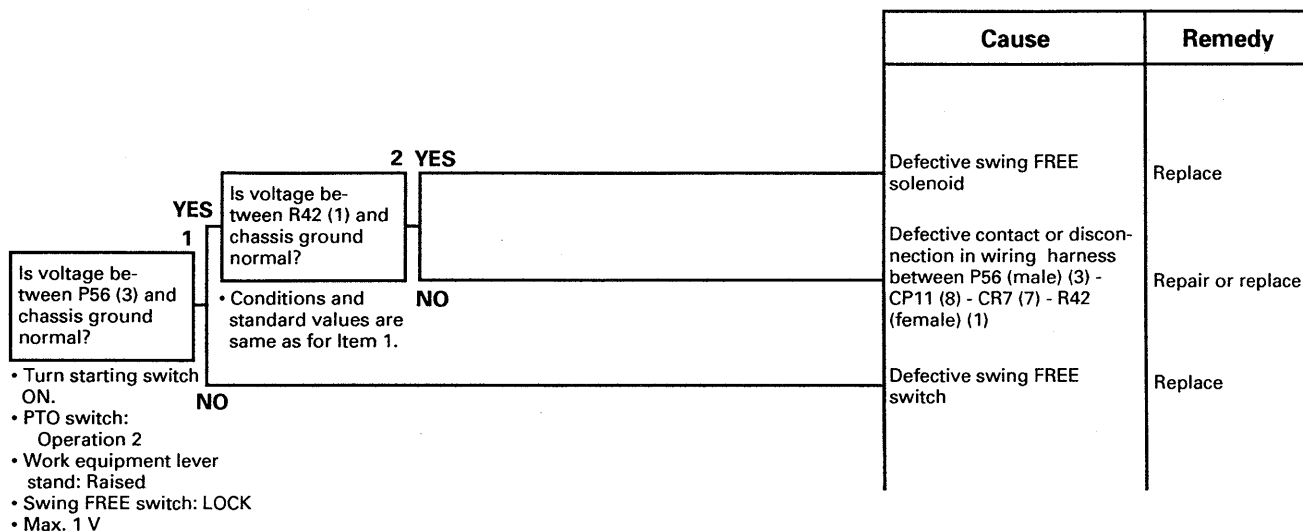 Cause
Remedy
2 YES
Is voltage be-
tween R42 (1) and
chassis ground
normal?
• Conditions and
standard values are
same as for Item 1.
NO
YES
1
Is voltage be-
tween P56 (3) and
chassis ground
normal?
• Turn starting switch
ON.
• PTO switch:
Operation 2
• Work equipment lever
stand: Raised
• Swing FREE switch: LOCK
• Max. 1 V
NO
Defective swing FREE
solenoid
Replace
Defective contact or discon-
nection in wiring harness
between P56 (male) (3) -
CP11 (8) - CR7 (7) - R42
(female) (1)
Repair or replace
Defective swing FREE
switch
Replace